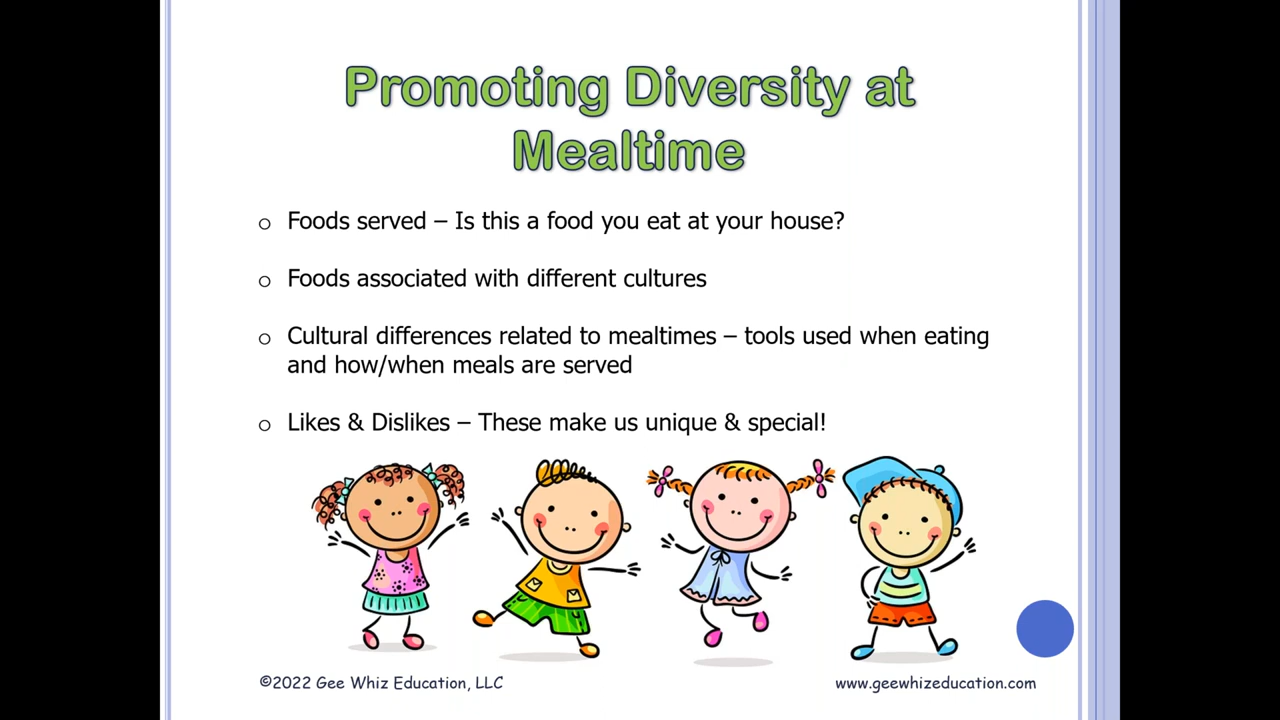 Promoting Diversity at
Mealtime
o Foods served – Is this a food you eat at your house?
o Foods associated with different cultures
o Cultural differences related to mealtimes – tools used when eating
and how/when meals are served
o Likes & Dislikes – These make us unique & special!
©2022 Gee Whiz Education, LLC
www.geewhizeducation.com